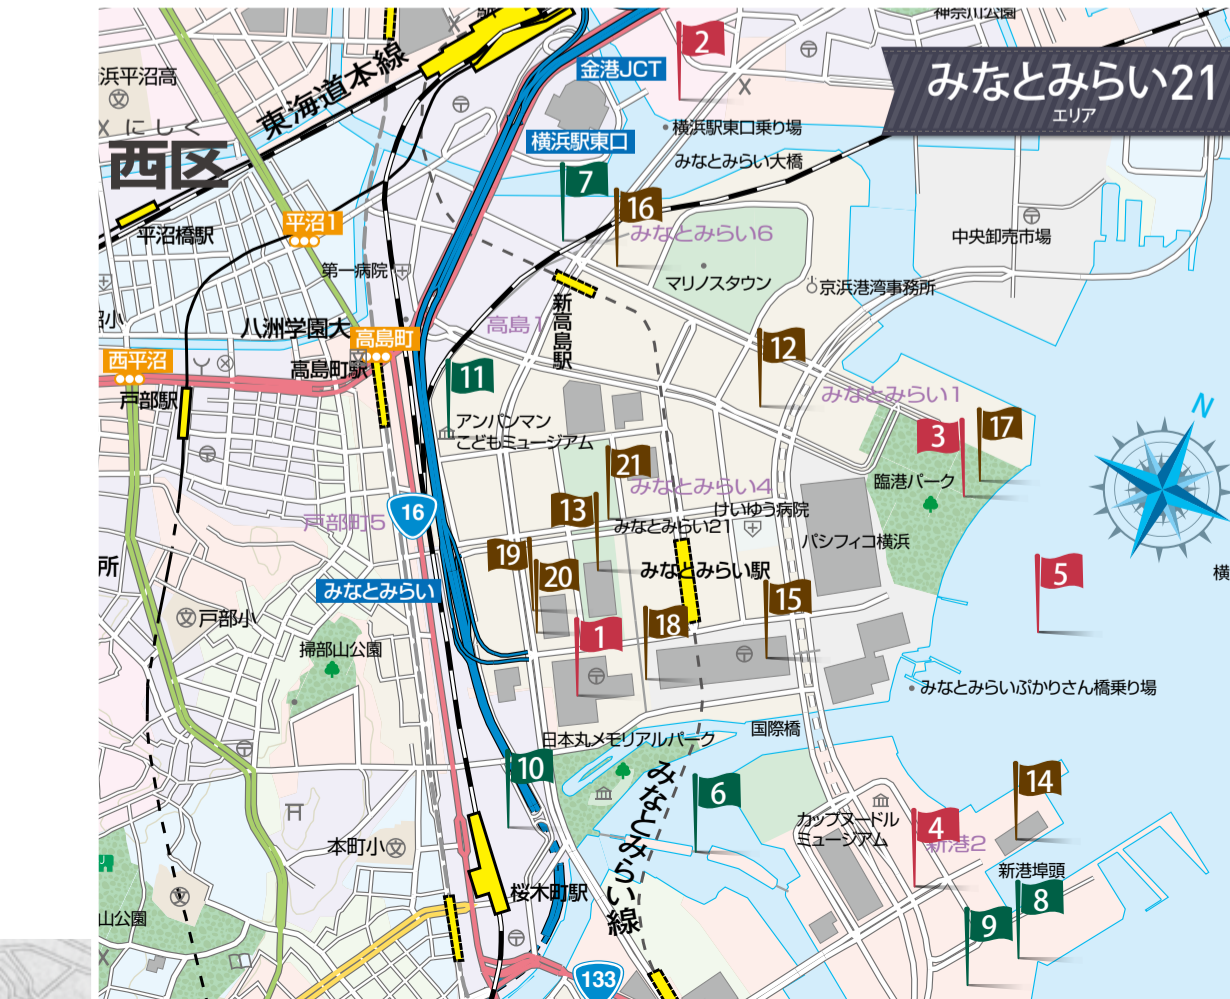 神奈川公園
2
みなとみらい21
エリア
浜平沼高
東海道本線
金港JCT
にしく
西区
横浜駅東口
横浜駅東口乗り場
みなとみらい大橋
7
16
平沼1
平沼橋駅
みなとみらい6
中央卸売市場
第一病院
マリノスタウン
京浜港湾事務所
新高島駅
沼小
八洲学園大
高島町
高島1
12
西平沼
高島町駅
戸部駅
11
みなとみらい1
アンパンマン
こどもミュージアム
3
17
N
21
臨港パーク
みなとみらい4
16
13
けいゆう病院
戸部町5
みなとみらい21
パシフィコ横浜
19
20
所
みなとみらい駅
5
横
みなとみらい
15
戸部小
18
1
掃部山公園
みなとみらいぷかりさん橋乗り場
国際橋
日本丸メモリアルパーク
10
みなとみらい線
6
14
カップヌードル
ミュージアム
4
新港2
本町小
新港埠頭
桜木町駅
8
山公園
9
133